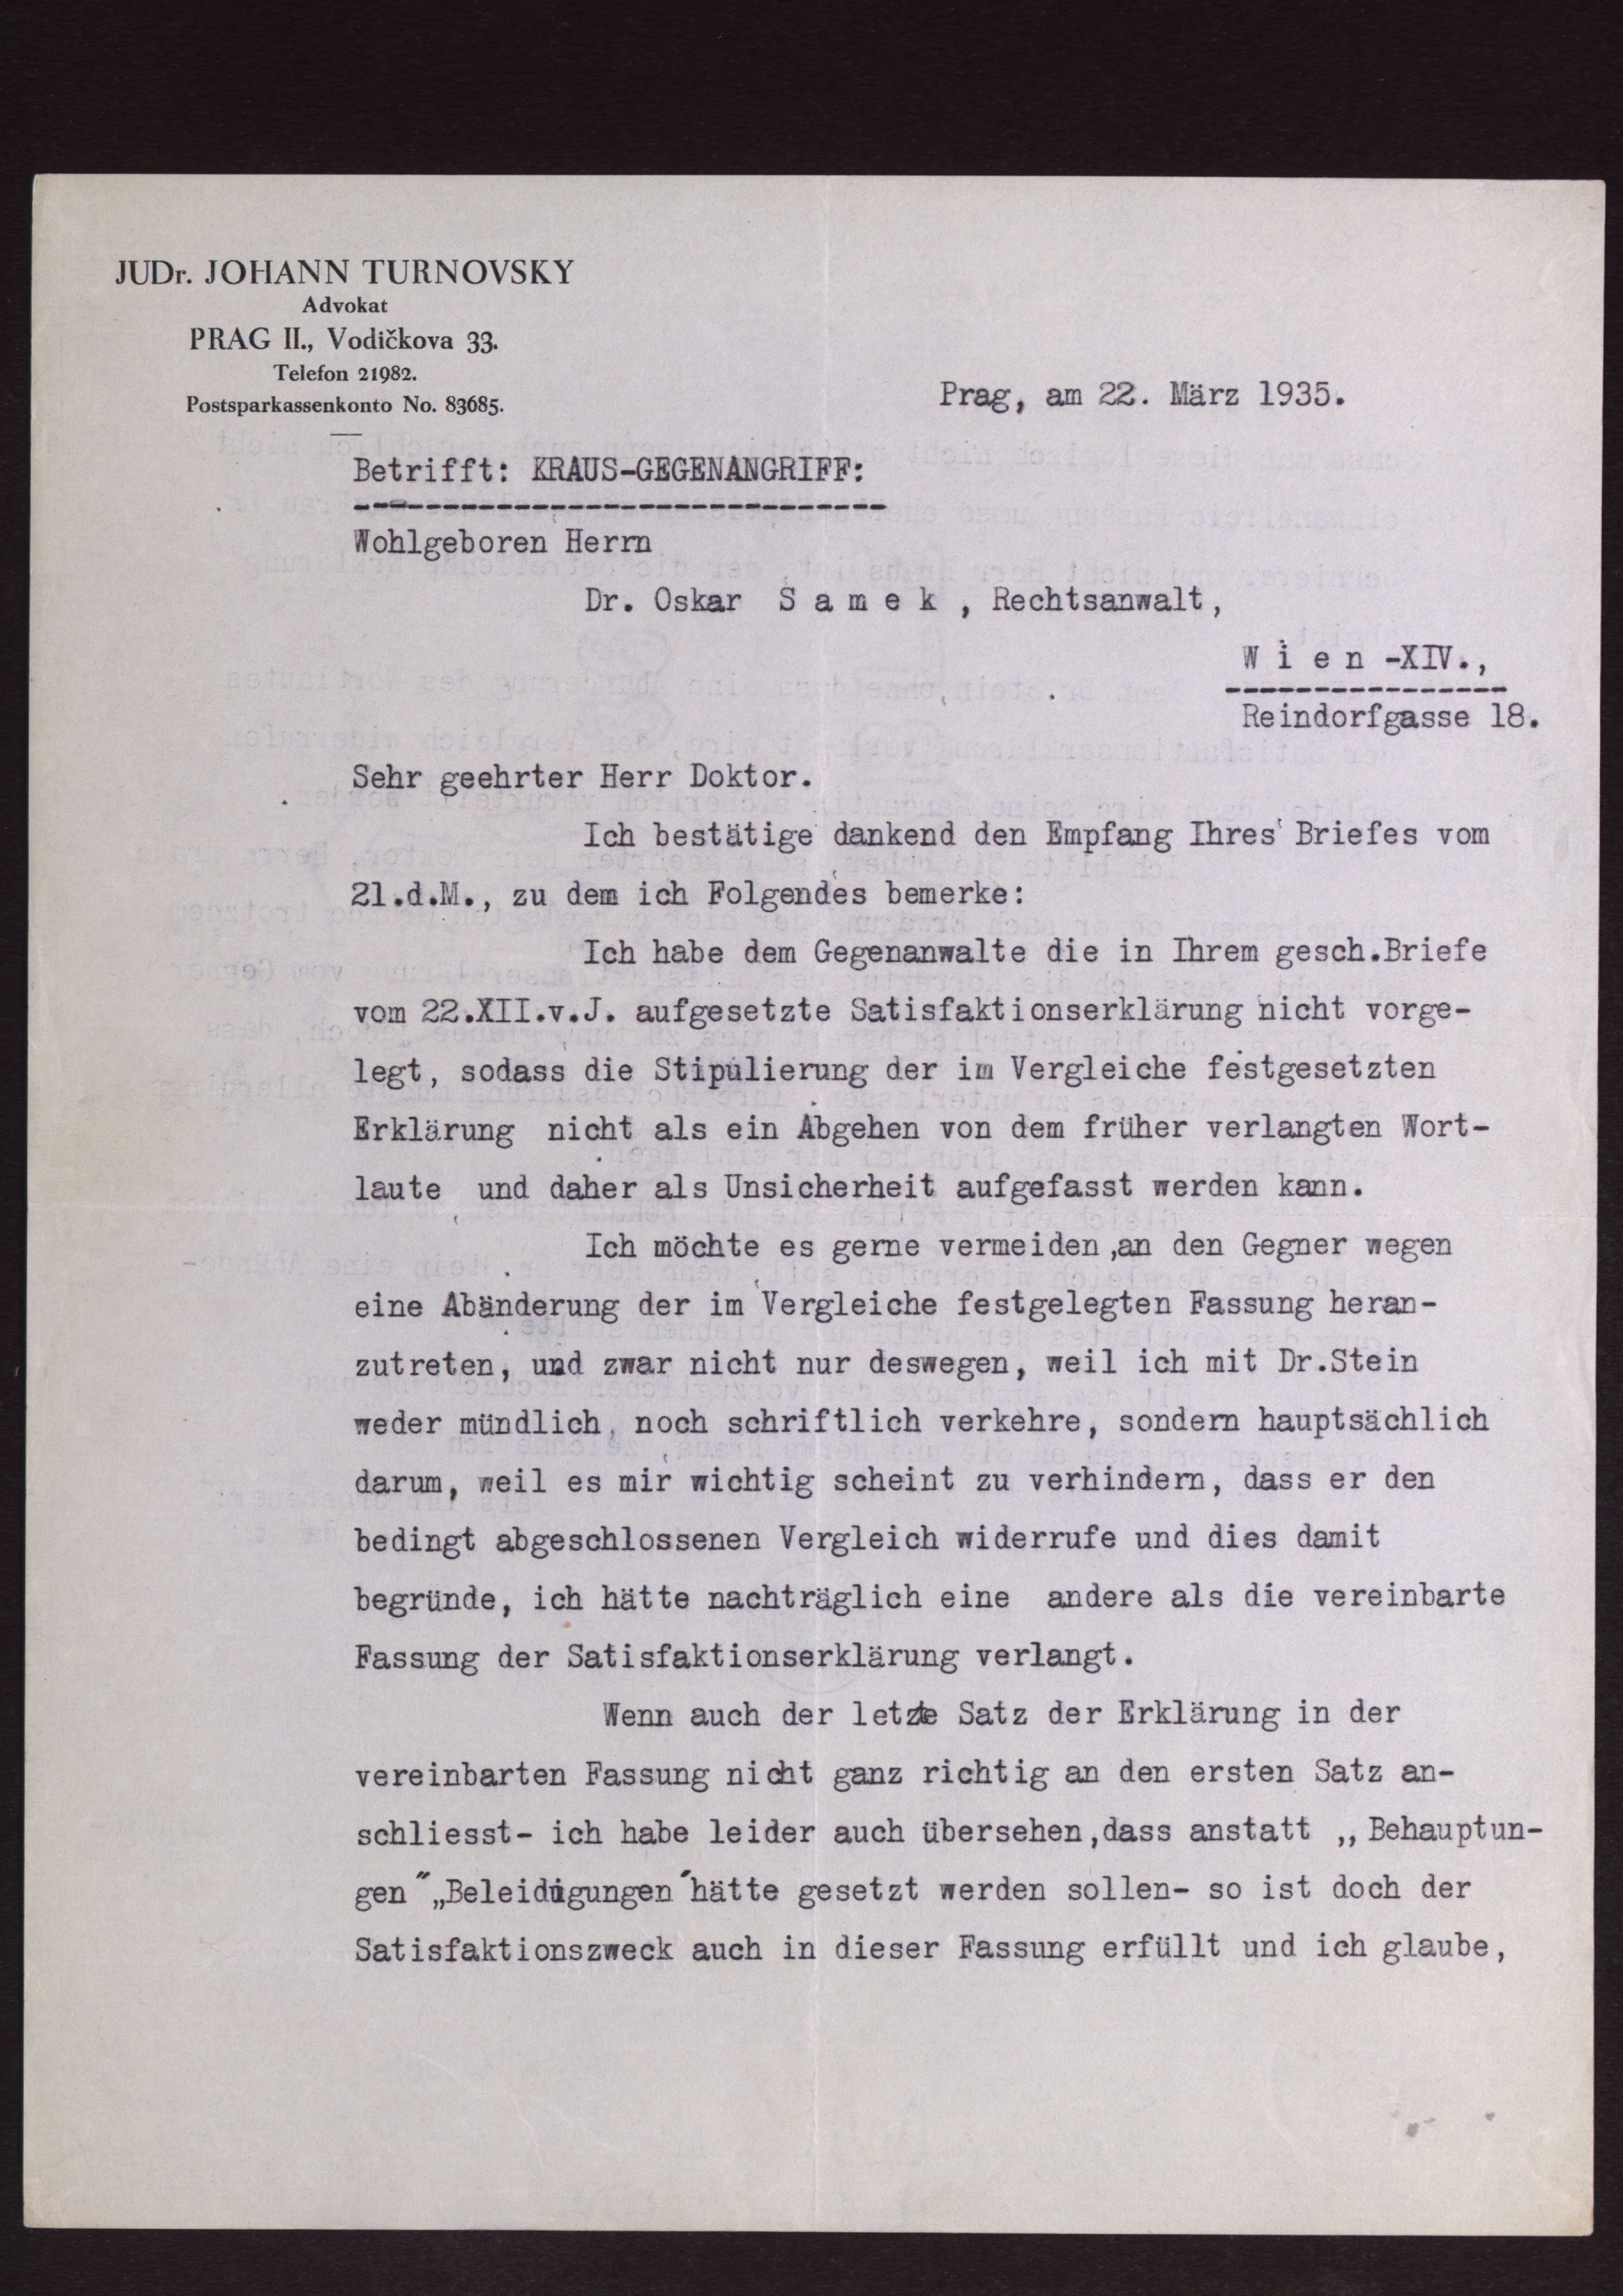 JUDr. JOHANN TURNOVSKY
Advokat
PRAG II., Vodičkova 33.
Telefon 21982.
Postsparkassenkonto No. 83685.
Prag, am 22. März 1935.
Betrifft: KRAUS-GEGENANGRIFF:
Wohlgeboren Herrn
Dr. Oskar S a m e k , Rechtsanwalt,
W i e n -XIV.,
Reindorfgasse 18.
Sehr geehrter Herr Doktor.
Ich bestätige dankend den Empfang Ihres Briefes vom
21.d.M., zu dem ich Folgendes bemerke:
Ich habe dem Gegenanwalte die in Ihrem gesch.Briefe
vom 22.XII.v.J. aufgesetzte Satisfaktionserklärung nicht vorge-
legt, sodass die Stipulierung der im Vergleiche festgesetzten
Erklärung nicht als ein Abgehen von dem früher verlangten Wort-
laute und daher als Unsicherheit aufgefasst werden kann.
Ich möchte es gerne vermeiden,an den Gegner wegen
eine Abänderung der im Vergleiche festgelegten Fassung heran-
zutreten, und zwar nicht nur deswegen, weil ich mit Dr.Stein
weder mündlich, noch schriftlich verkehre, sondern hauptsächlich
darum, weil es mir wichtig scheint zu verhindern, dass er den
bedingt abgeschlossenen Vergleich widerrufe und dies damit
begründe, ich hätte nachträglich eine andere als die vereinbarte
Fassung der Satisfaktionserklärung verlangt.
Wenn auch der letzte Satz der Erklärung in der
vereinbarten Fassung nicht ganz richtig an den ersten Satz an-
schliesst- ich habe leider auch übersehen,dass anstatt „Behauptun-
gen" „Beleidigungen" hätte gesetzt werden sollen- so ist doch der
Satisfaktionszweck auch in dieser Fassung erfüllt und ich glaube,